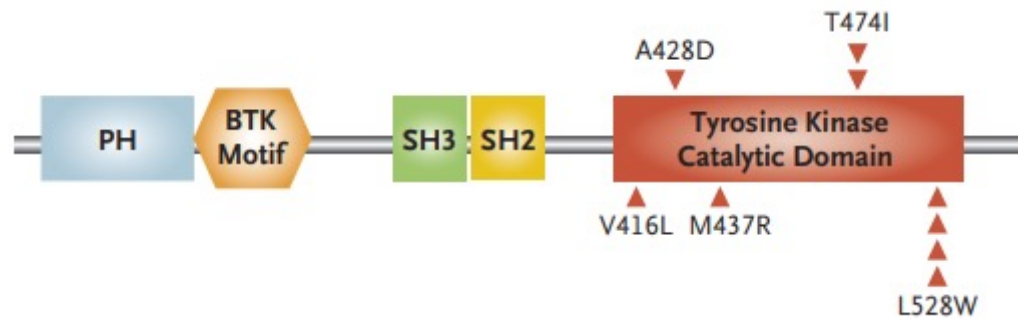 T474I
A428D
PH
BTK
Motif
SH3
SH2
Tyrosine Kinase
Catalytic Domain
V416L
M437R
L528W